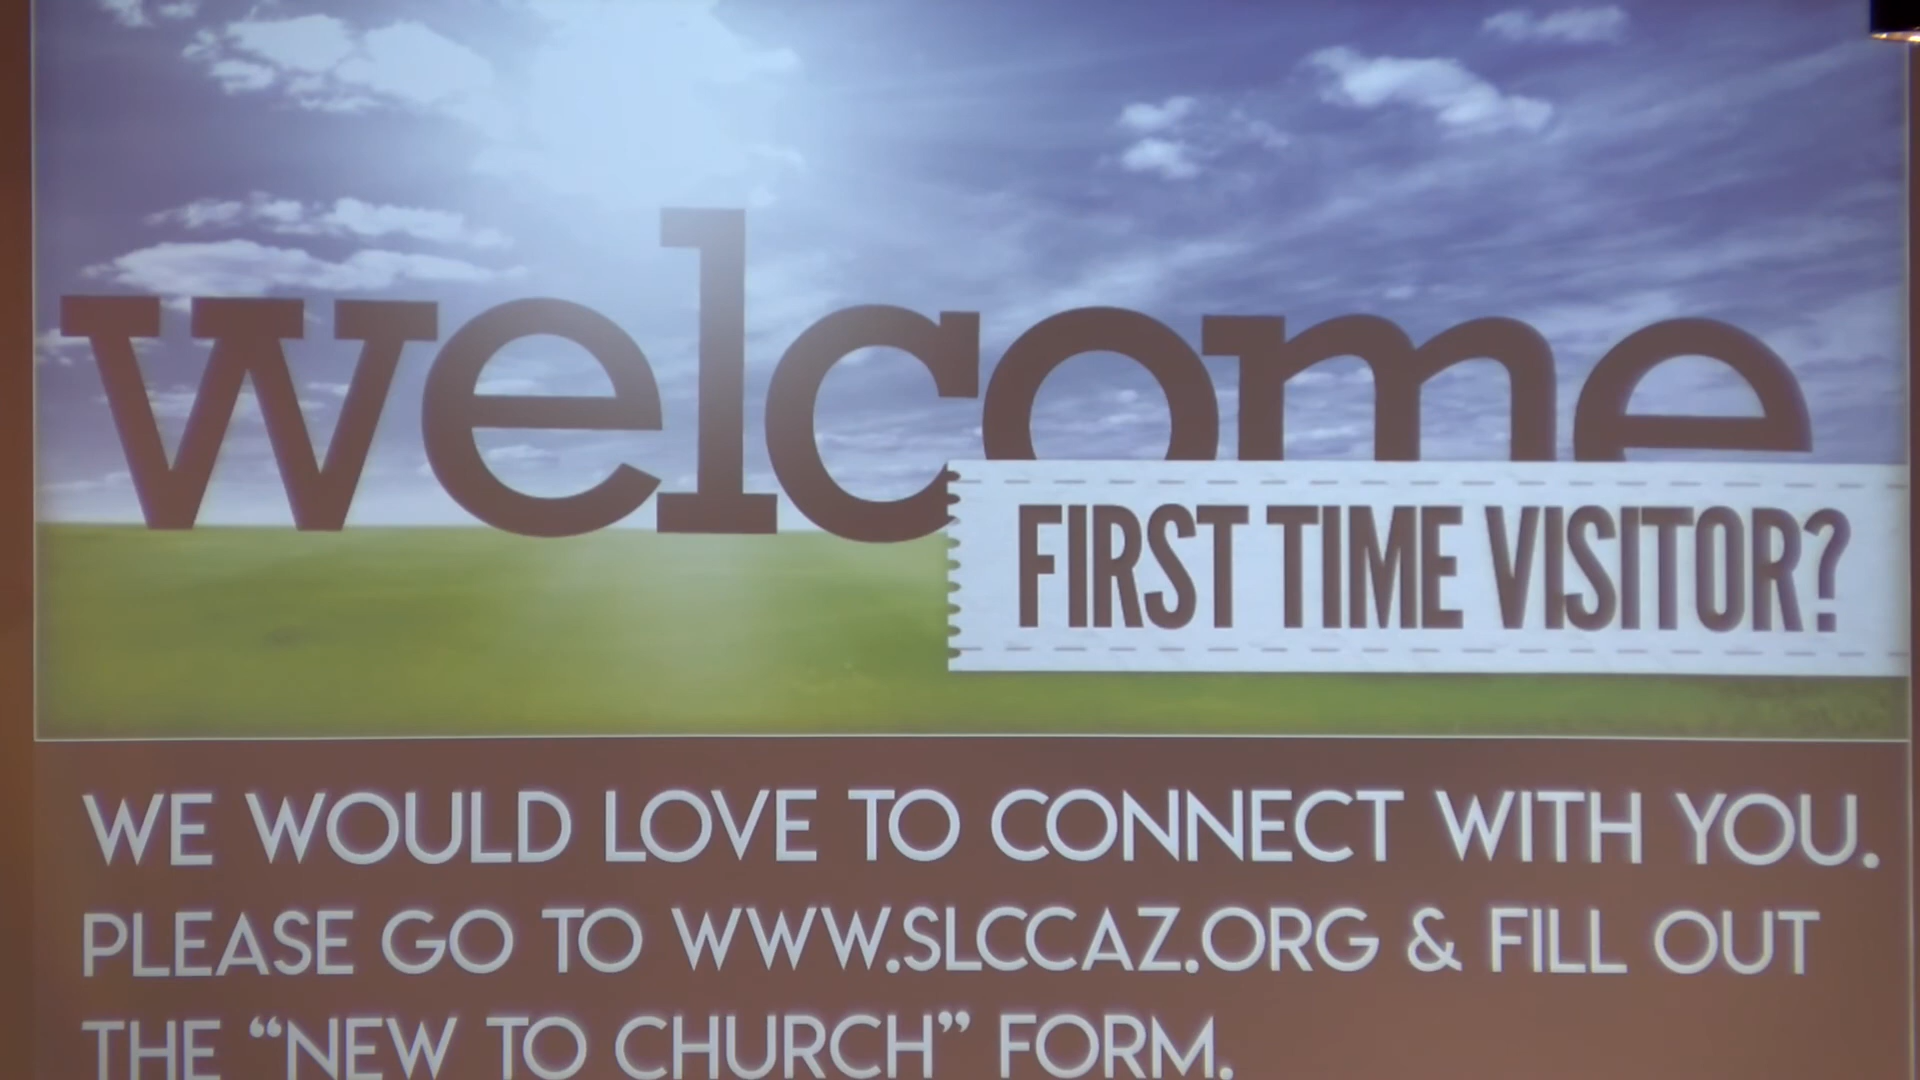 welcome
FIRST TIME VISITOR?
WE WOULD LOVE TO CONNECT WITH YOU.
PLEASE GO TO WWW.SLCCAZ.ORG & FILL OUT
THE “NEW TO CHURCH” FORM.